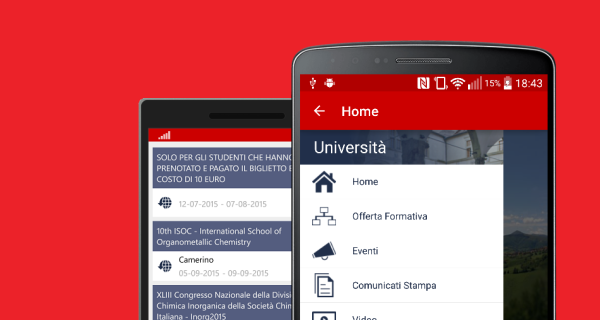 SOLO PER GLI STUDENTI CHE HANNO
PRENOTATO E PAGATO IL BIGLIETTO
COSTO DI 10 EURO
12-07-2015 - 07-08-2015
10th ISOC - International School of
Organometallic Chemistry
Camerino
05-09-2015 - 09-09-2015
XLIII Congresso Nazionale della
Chimica Inorganica della Società
Italiana - Inorg2015
15% 18:43
Home
Università
Home
Offerta Formativa
Eventi
Comunicati Stampa
Video